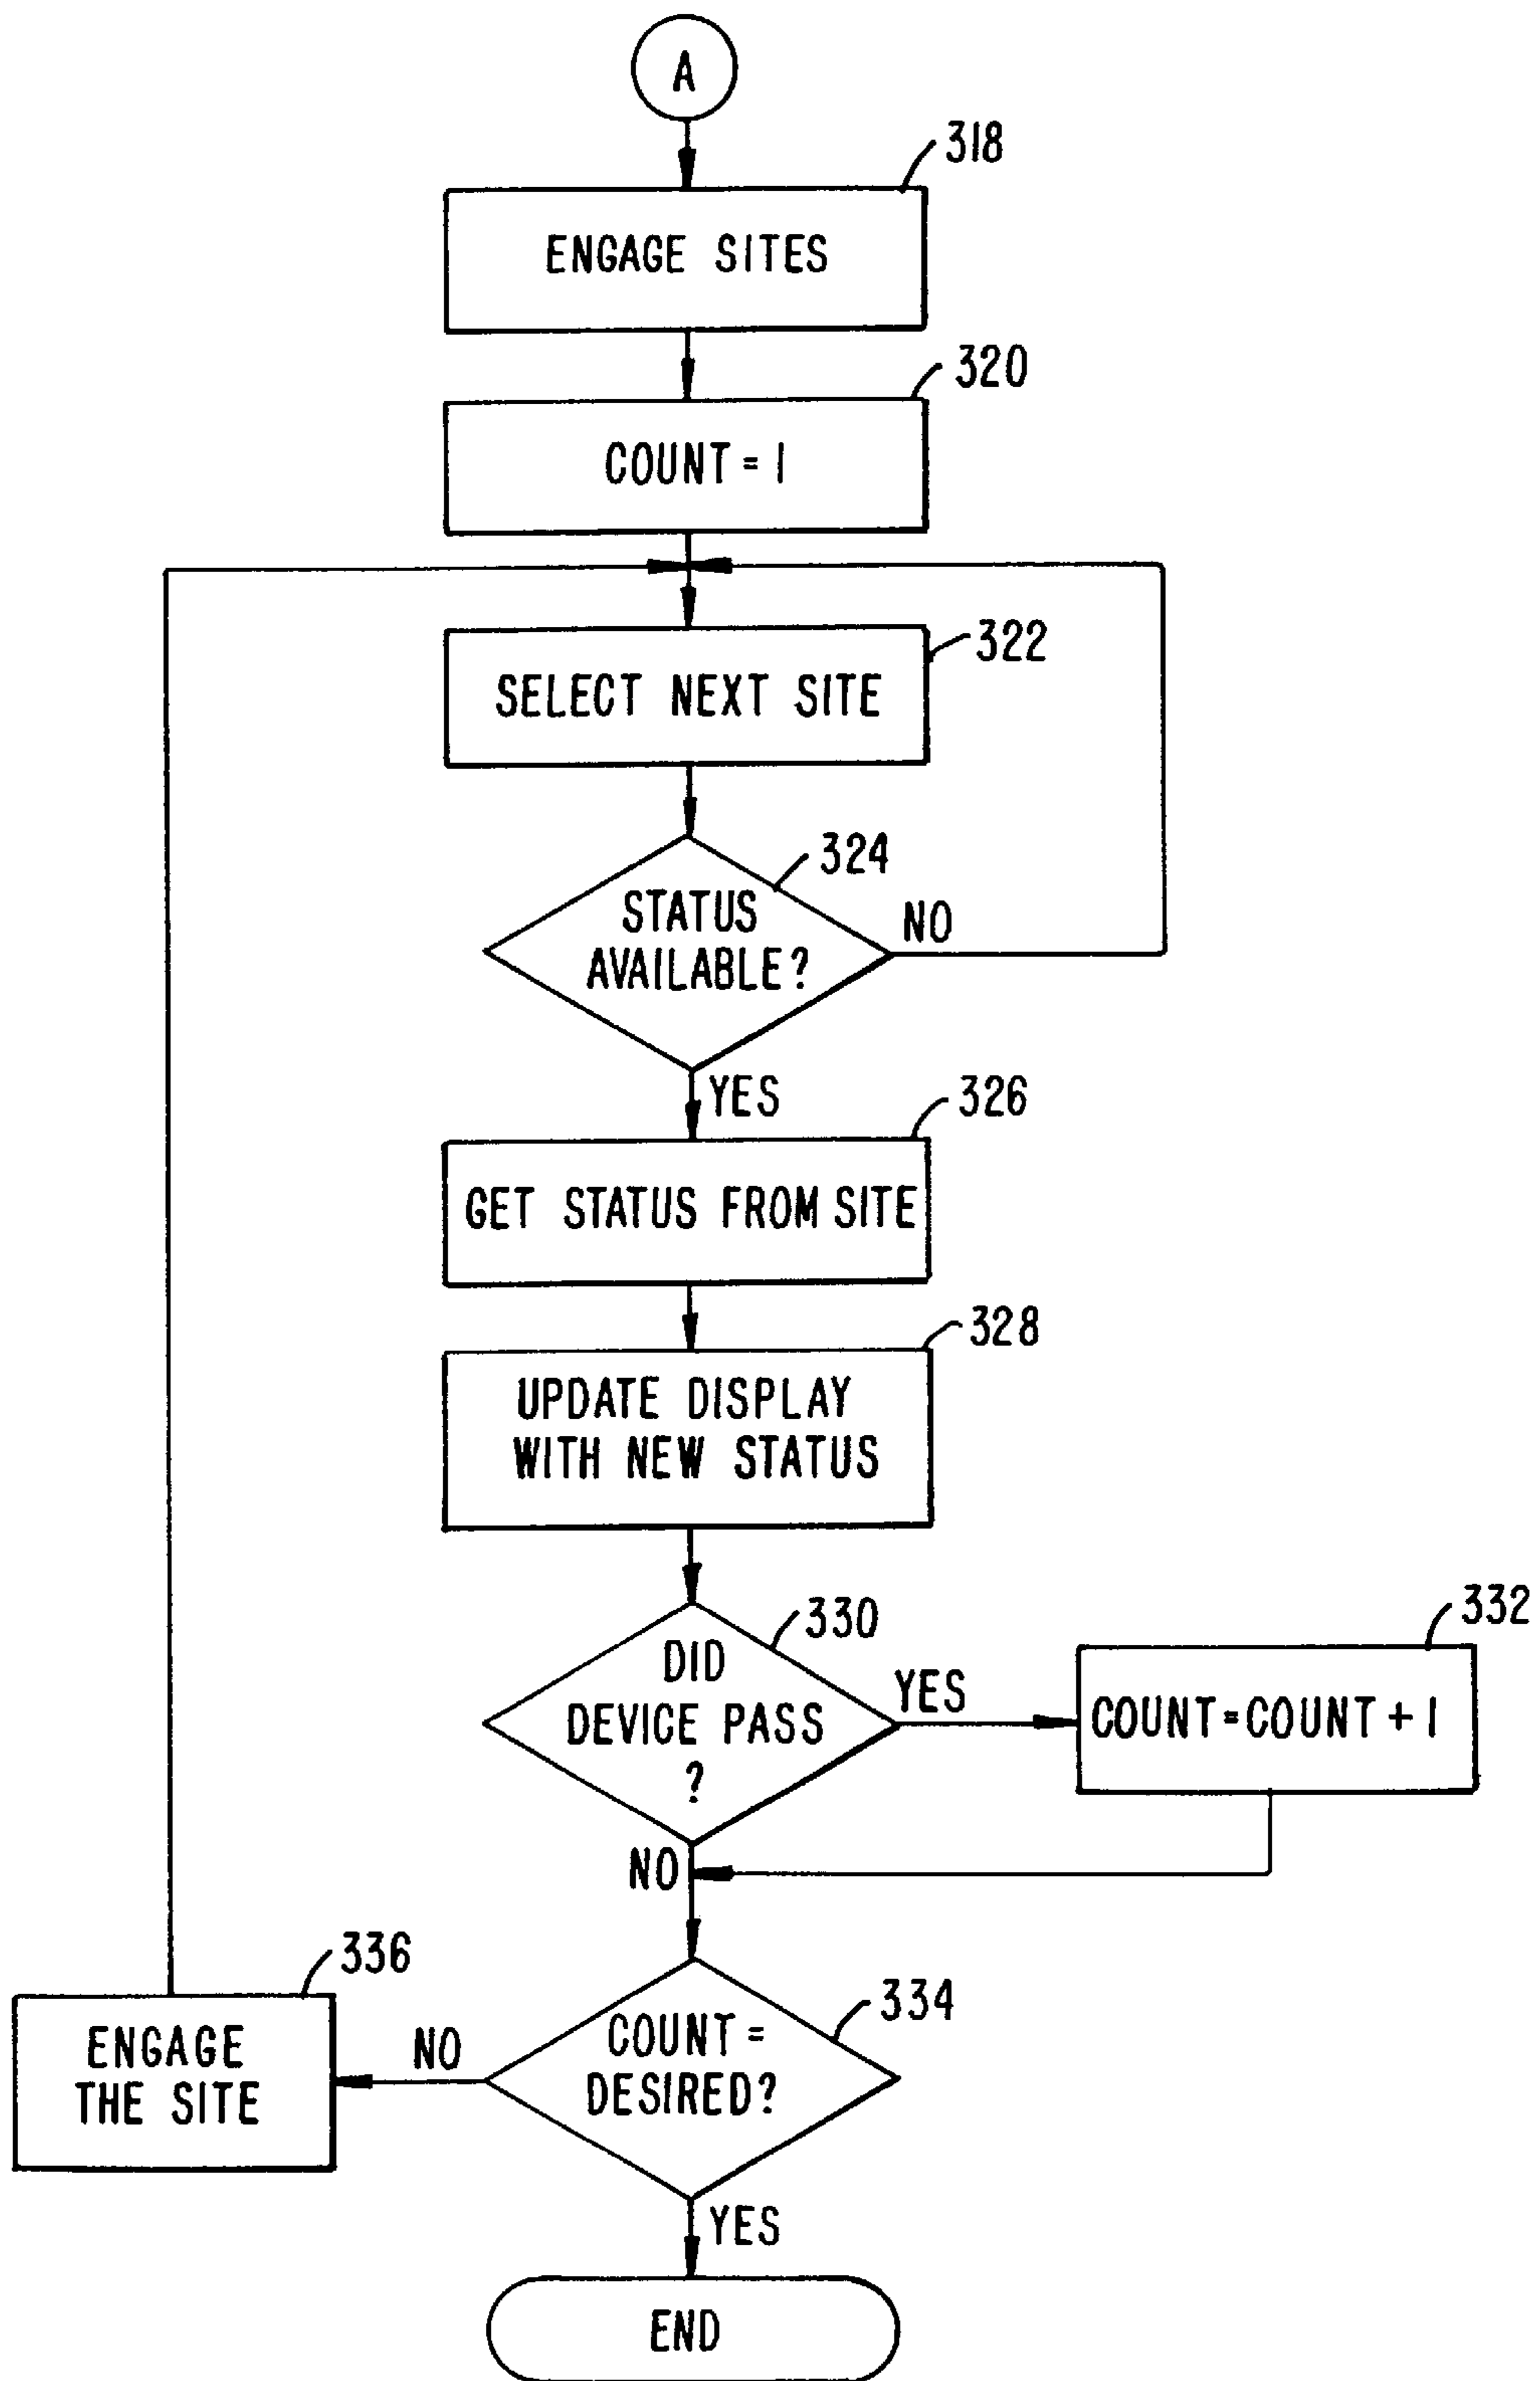 A
318
ENGAGE SITES
320
COUNT = 1
322
SELECT NEXT SITE
324
STATUS
AVAILABLE?
NO
YES
326
GET STATUS FROM SITE
328
UPDATE DISPLAY
WITH NEW STATUS
330
DID
DEVICE PASS
?
YES
332
COUNT = COUNT + 1
NO
336
ENGAGE
THE SITE
NO
334
COUNT =
DESIRED?
YES
END